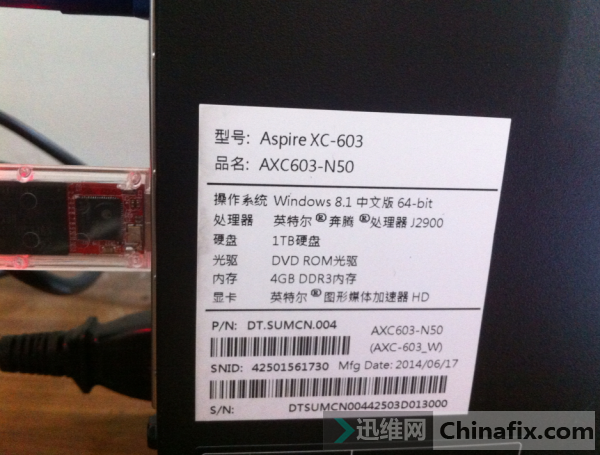 型号: Aspire XC-603
品名: AXC603-N50
操作系统 Windows 8.1 中文版 64-bit
处理器 英特尔®奔腾®处理器 J2900
硬盘 1TB硬盘
光驱 DVD ROM光驱
内存 4GB DDR3内存
显卡 英特尔®图形媒体加速器 HD
P/N: DT.SUMCN.004
AXC603-N50
(AXC-603_W)
SNID: 42501561730 Mfg Date: 2014/06/17
S/N: DTSUMCN00442503D013000
迅维网 Chinafix.com